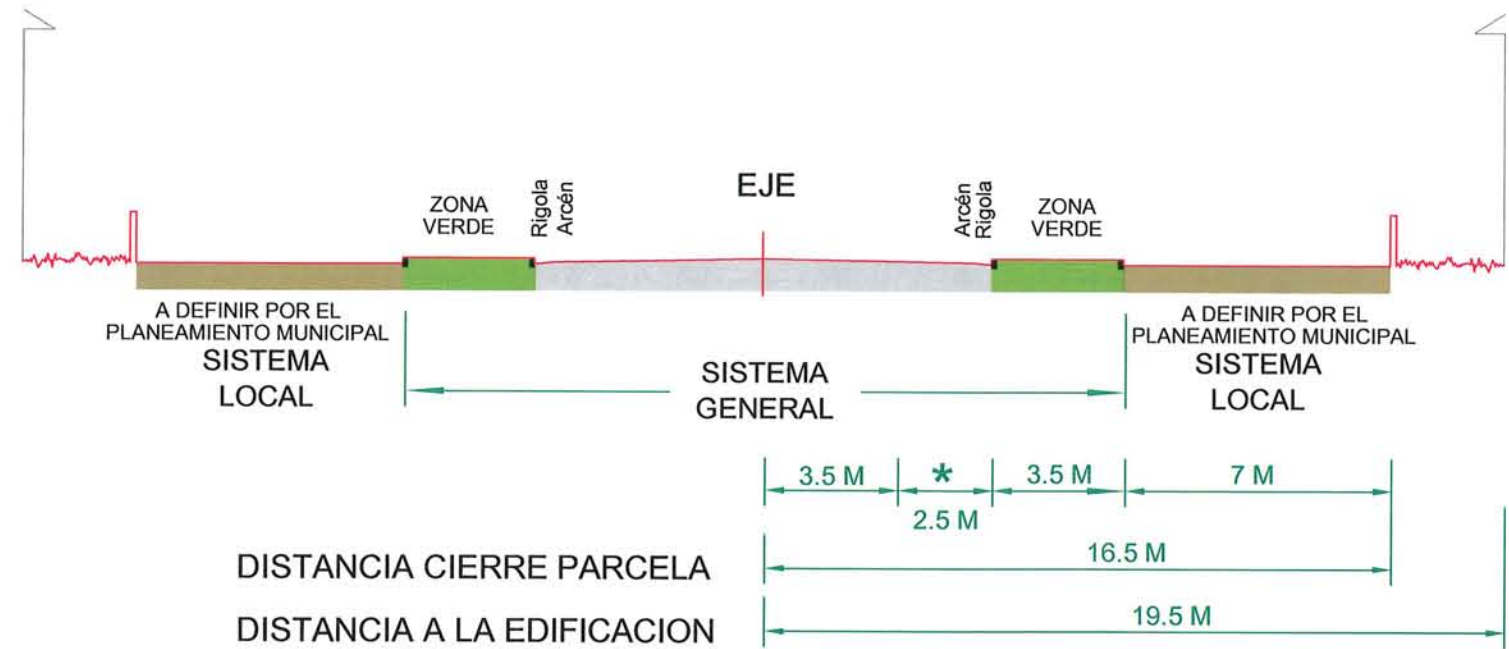 EJE
ZONA
VERDE
Rigola
Arcén
Arcén
Rigola
ZONA
VERDE
A DEFINIR POR EL
PLANEAMIENTO MUNICIPAL
SISTEMA
LOCAL
SISTEMA
GENERAL
A DEFINIR POR EL
PLANEAMIENTO MUNICIPAL
SISTEMA
LOCAL
3.5 M
*
3.5 M
7 M
2.5 M
DISTANCIA CIERRE PARCELA
16.5 M
DISTANCIA A LA EDIFICACION
19.5 M